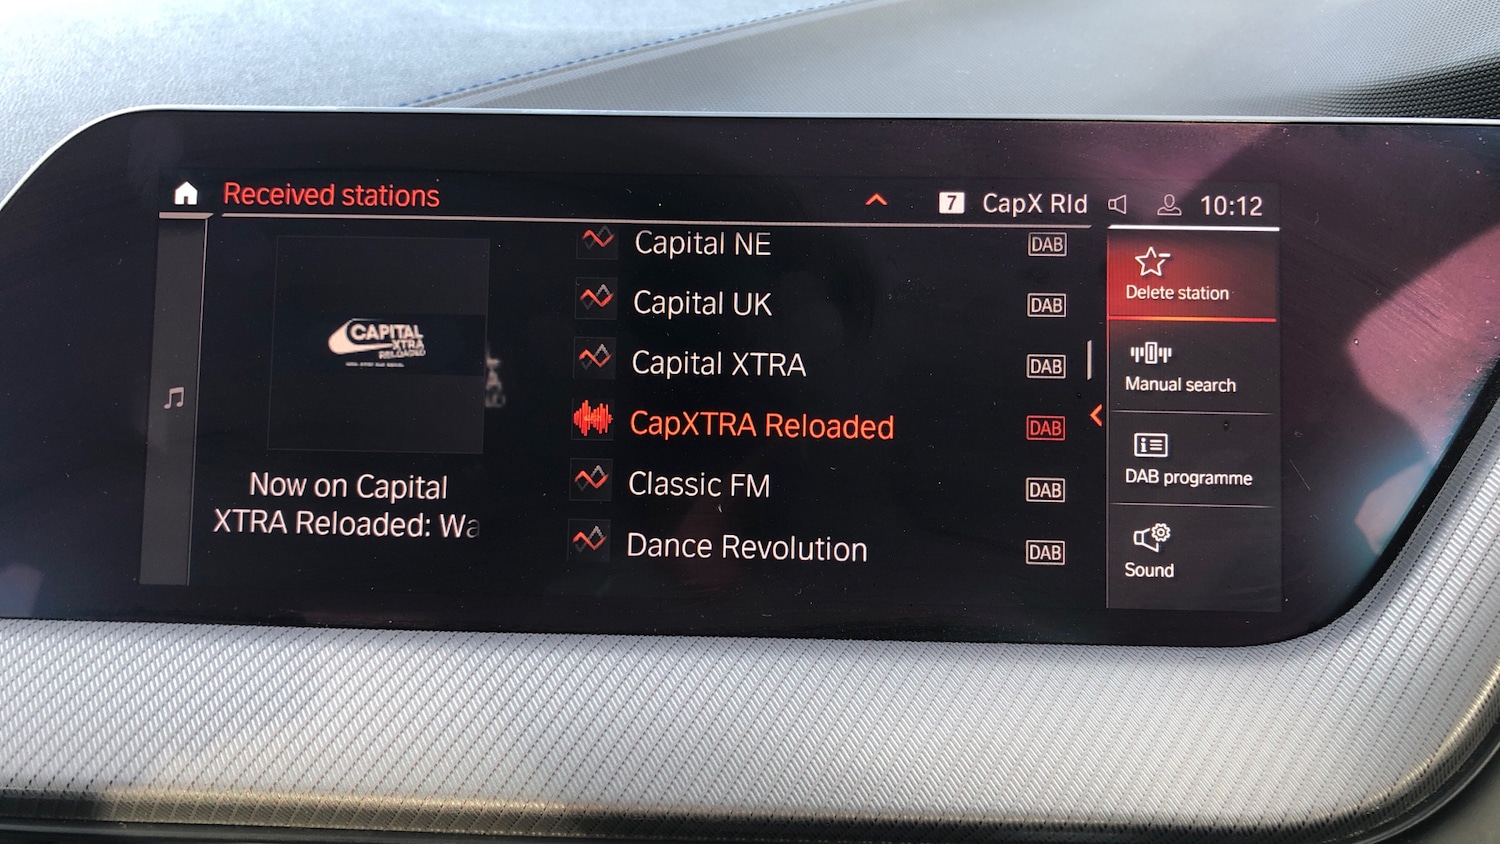 Received stations
7 CapX Rld 10:12
CAPITAL
XTRA
RELOADED
Now on Capital
XTRA Reloaded: Wa
Capital NE DAB
Capital UK DAB
Capital XTRA DAB
CapXTRA Reloaded DAB
Classic FM DAB
Dance Revolution DAB
Delete station
Manual search
DAB programme
Sound